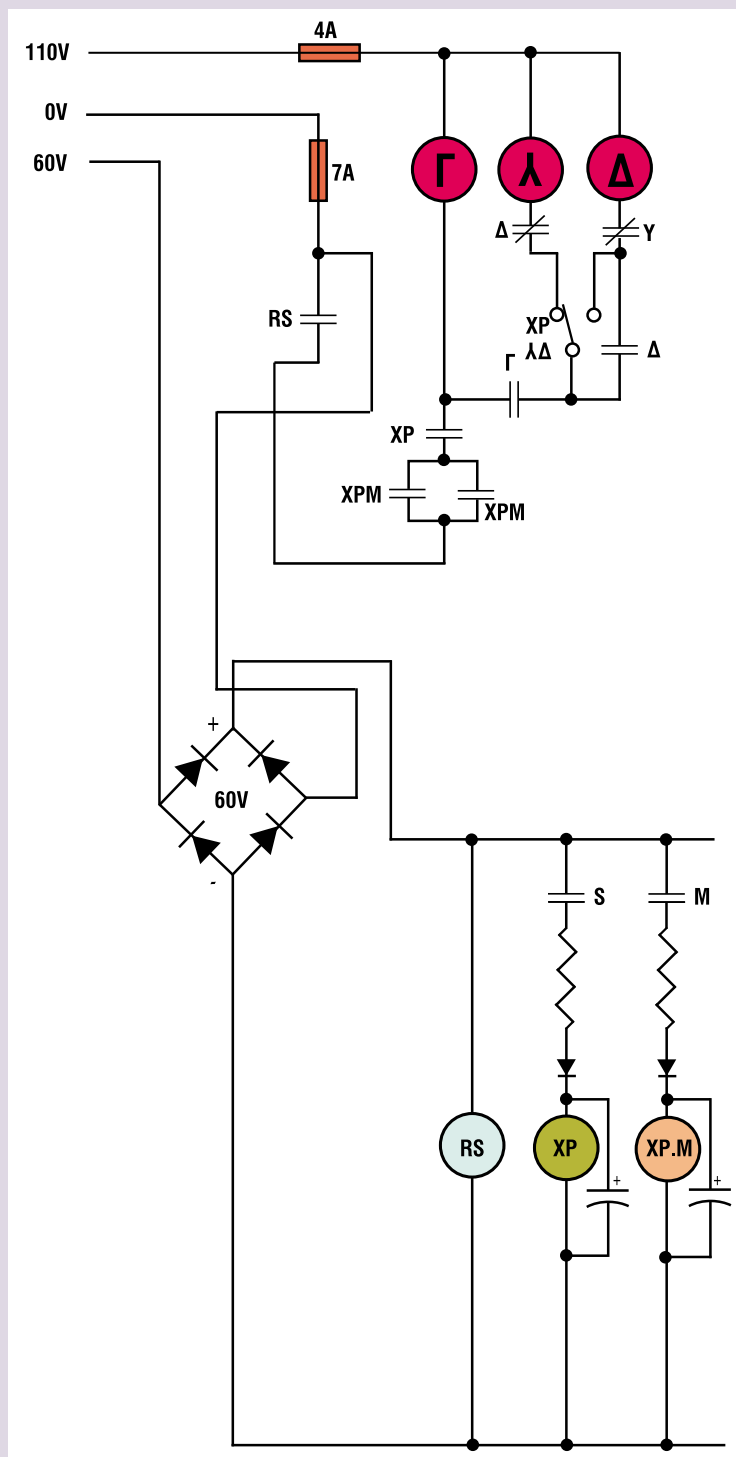 4A
110V
0V
60V
7A
Γ
⅄
Δ
Δ
Y
RS
XP
⅄Δ
Γ
Δ
XP
XPM
XPM
+
60V
-
S
M
RS
XP
XP.M
+
+